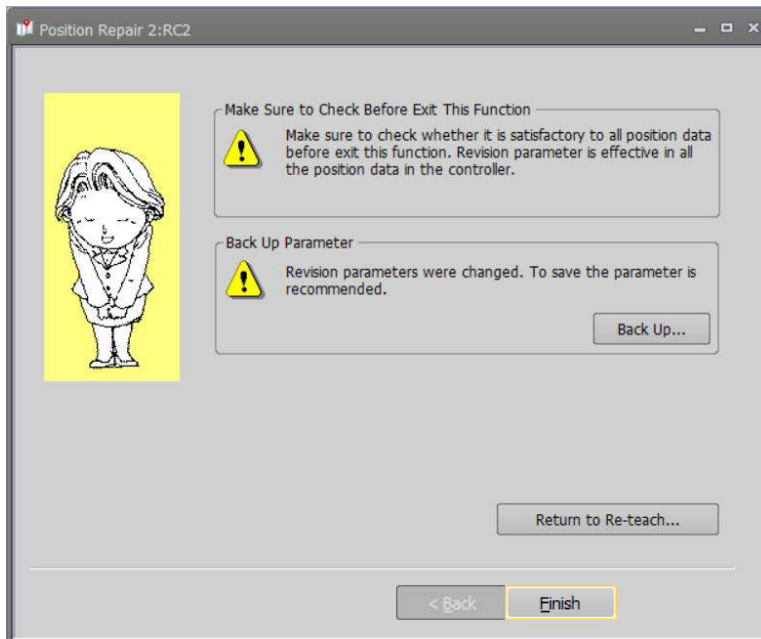 Position Repair 2:RC2
Make Sure to Check Before Exit This Function
Make sure to check whether it is satisfactory to all position data
before exit this function. Revision parameter is effective in all
the position data in the controller.
Back Up Parameter
Revision parameters were changed. To save the parameter is
recommended.
Back Up...
Return to Re-teach...
< Back
Finish